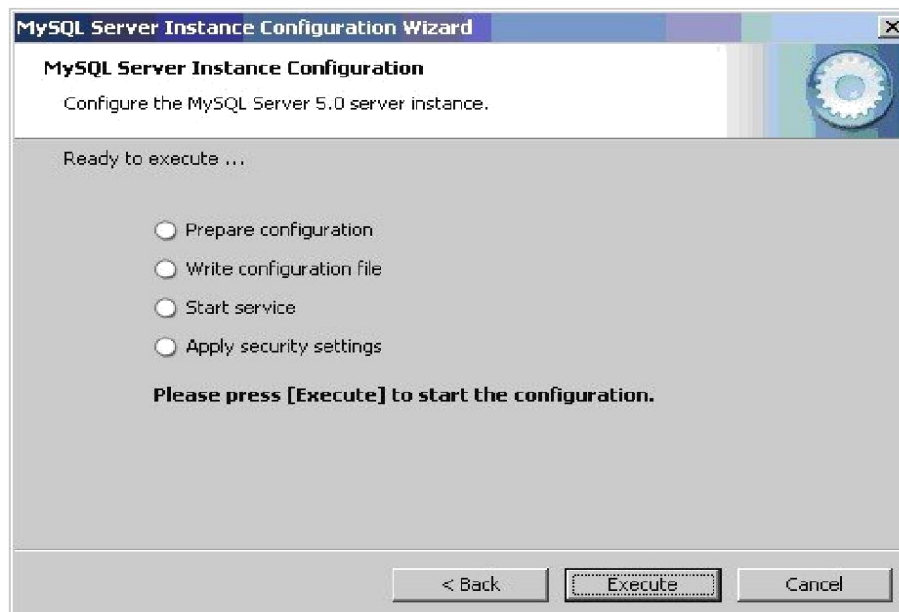 MySQL Server Instance Configuration Wizard
MySQL Server Instance Configuration
Configure the MySQL Server 5.0 server instance.
Ready to execute ...
Prepare configuration
Write configuration file
Start service
Apply security settings
Please press [Execute] to start the configuration.
< Back Execute Cancel